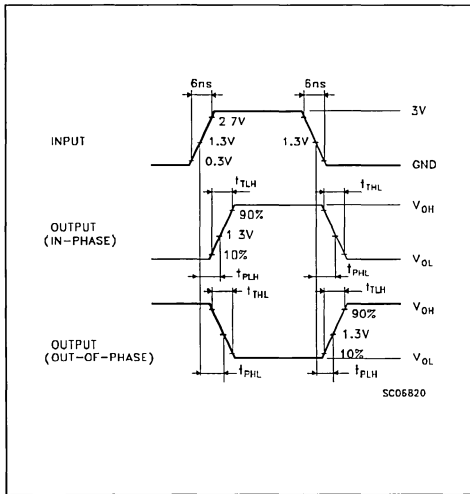 6ns 6ns
3V
2 7V
INPUT 1.3V 1.3V
0.3V GND
tTLH tTHL
VOH
90%
OUTPUT
(IN-PHASE) 1 3V
10% VOL
tPLH tPHL
tTHL tTLH
VOH
90%
1.3V
OUTPUT
(OUT-OF-PHASE) 10% VOL
tPHL tPLH
SC06820